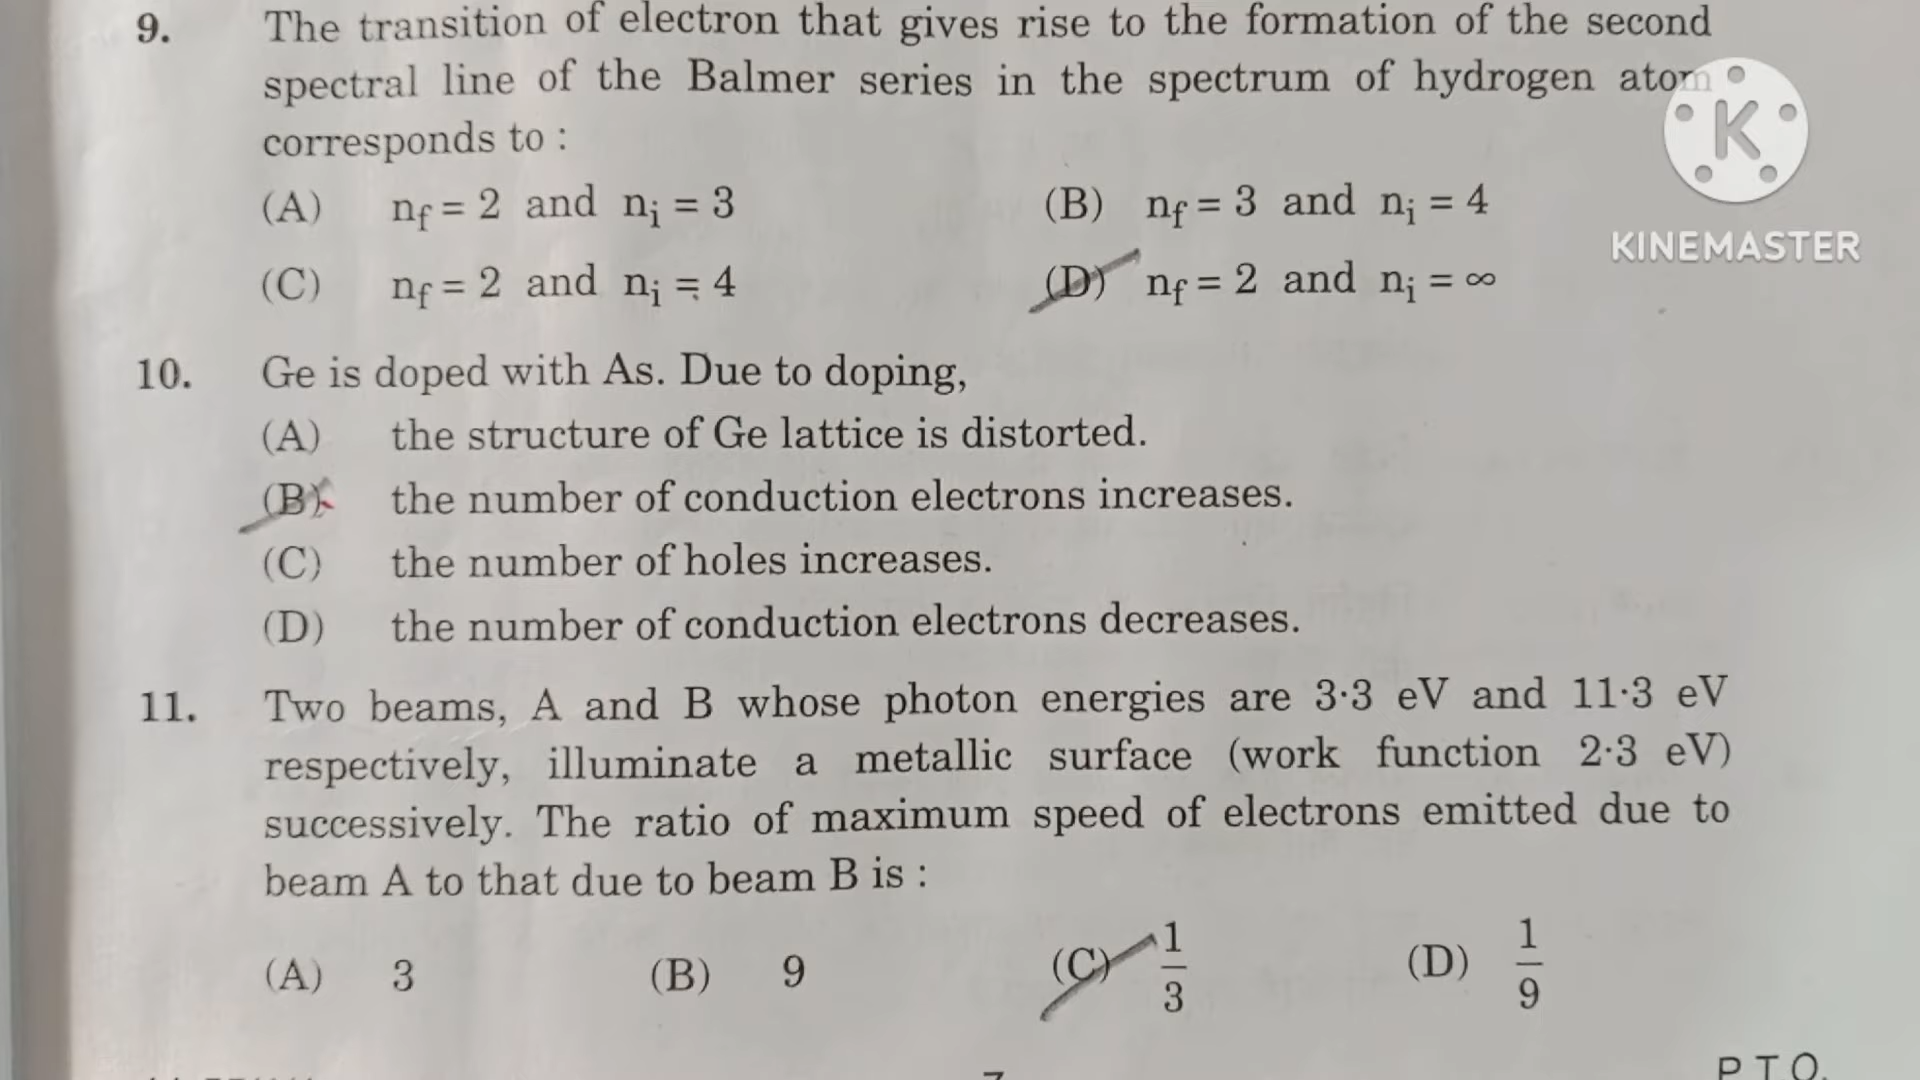 9. The transition of electron that gives rise to the formation of the second
spectral line of the Balmer series in the spectrum of hydrogen atom
corresponds to :
(A) nf = 2 and ni = 3 (B) nf = 3 and ni = 4
(C) nf = 2 and ni = 4 (D) nf = 2 and ni = ∞
K
KINEMASTER
10. Ge is doped with As. Due to doping,
(A) the structure of Ge lattice is distorted.
(B) the number of conduction electrons increases.
(C) the number of holes increases.
(D) the number of conduction electrons decreases.
11. Two beams, A and B whose photon energies are 3·3 eV and 11·3 eV
respectively, illuminate a metallic surface (work function 2·3 eV)
successively. The ratio of maximum speed of electrons emitted due to
beam A to that due to beam B is :
(A) 3 (B) 9 (C) 1/3 (D) 1/9
P.T.O.